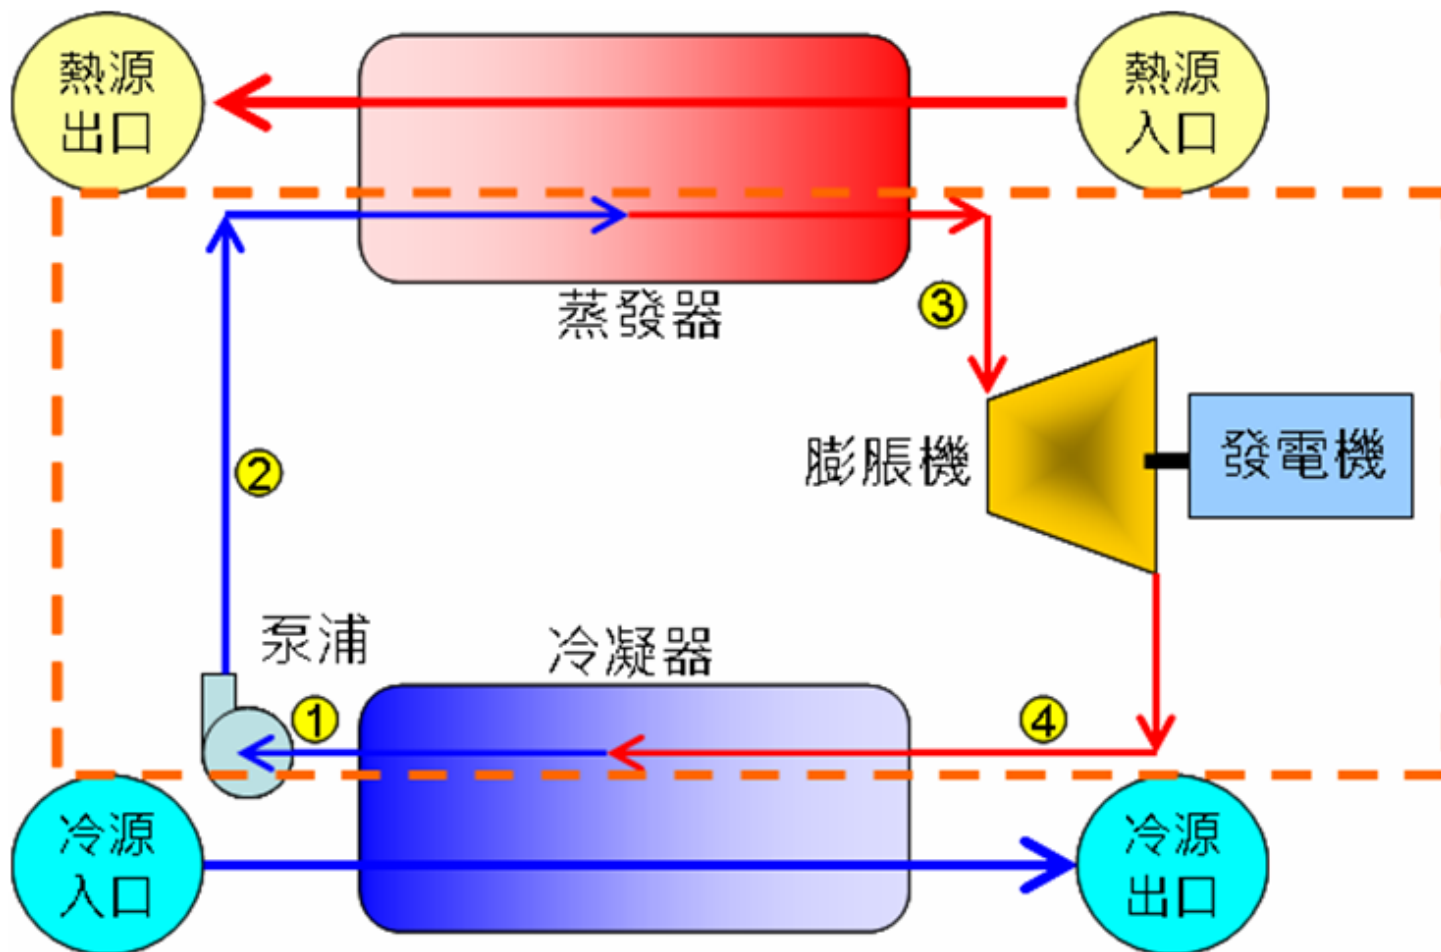 熱源
出口
熱源
入口
蒸發器
③
膨脹機
發電機
②
泵浦
冷凝器
①
④
冷源
入口
冷源
出口